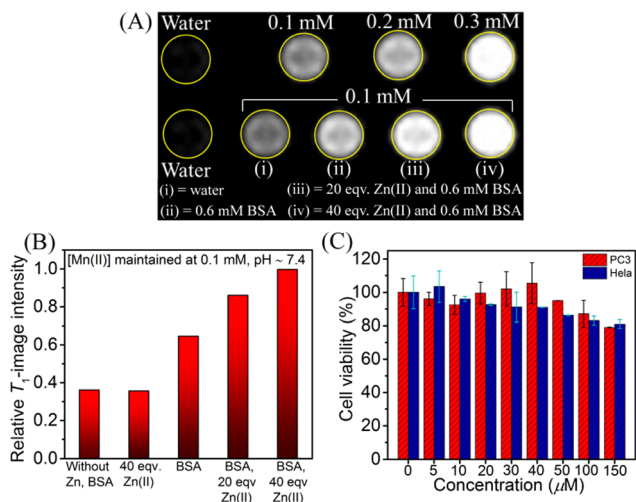 (A)
Water 0.1 mM 0.2 mM 0.3 mM
0.1 mM
Water (i) (ii) (iii) (iv)
(i) = water (iii) = 20 eqv. Zn(II) and 0.6 mM BSA
(ii) = 0.6 mM BSA (iv) = 40 eqv. Zn(II) and 0.6 mM BSA
(B)
[Mn(II)] maintained at 0.1 mM, pH ~ 7.4
Relative T1-image intensity
1.0
0.8
0.6
0.4
0.2
0.0
Without Zn, BSA
40 eqv. Zn(II)
BSA
BSA, 20 eqv Zn(II)
BSA, 40 eqv Zn(II)
(C)
PC3
Hela
Cell viability (%)
120
100
80
60
40
20
0
0 5 10 20 30 40 50 100 150
Concentration (μM)